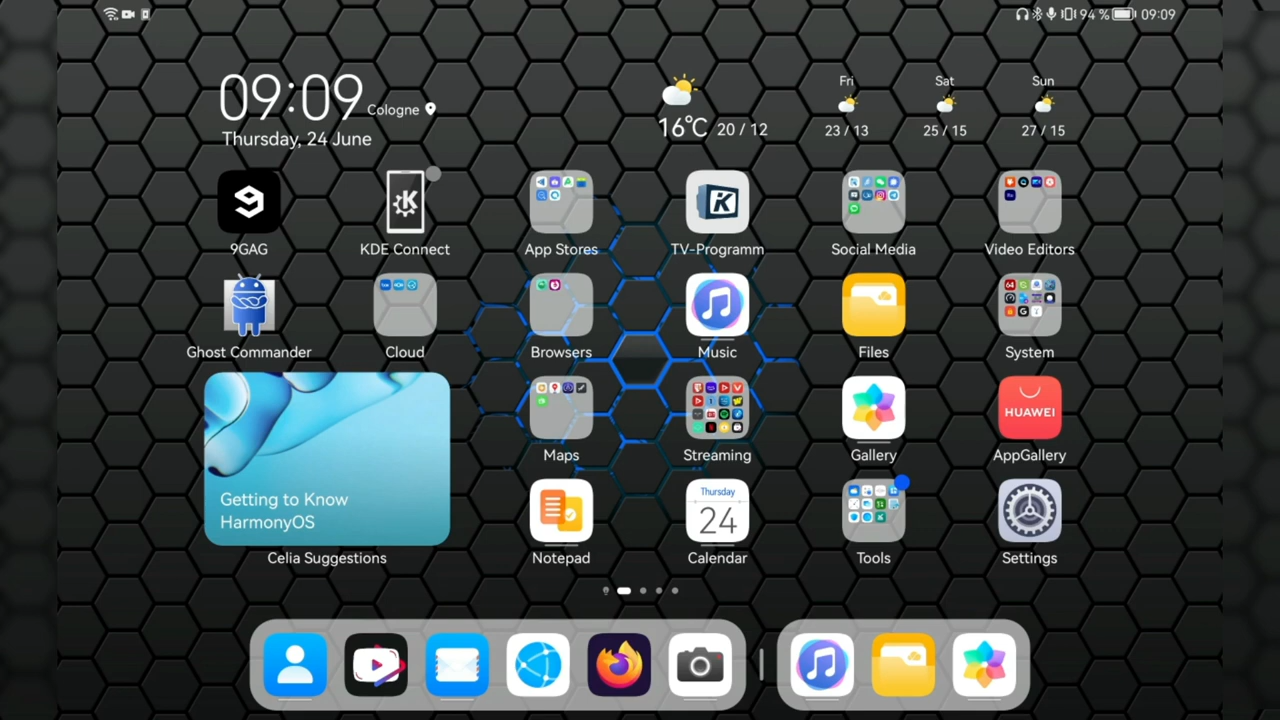 94 % 09:09
09:09 Cologne
Thursday, 24 June
16°C 20 / 12
Fri Sat Sun
23 / 13 25 / 15 27 / 15
9GAG KDE Connect App Stores TV-Programm Social Media Video Editors
Ghost Commander Cloud Browsers Music Files System
HUAWEI
Maps Streaming Gallery AppGallery
Getting to Know
HarmonyOS
Thursday
24
Celia Suggestions Notepad Calendar Tools Settings